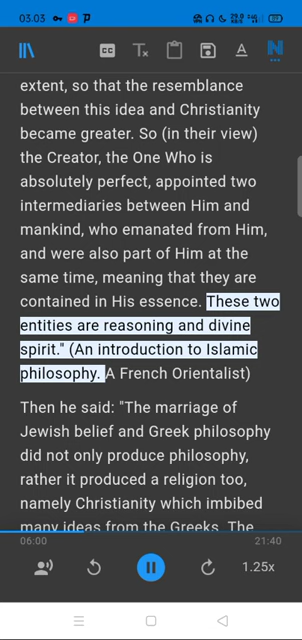 03.03
29.0
KB/S
CC
A
N
extent, so that the resemblance
between this idea and Christianity
became greater. So (in their view)
the Creator, the One Who is
absolutely perfect, appointed two
intermediaries between Him and
mankind, who emanated from Him,
and were also part of Him at the
same time, meaning that they are
contained in His essence. These two
entities are reasoning and divine
spirit." (An introduction to Islamic
philosophy. A French Orientalist)
Then he said: "The marriage of
Jewish belief and Greek philosophy
did not only produce philosophy,
rather it produced a religion too,
namely Christianity which imbibed
many ideas from the Greeks. The
06:00
21:40
1.25x